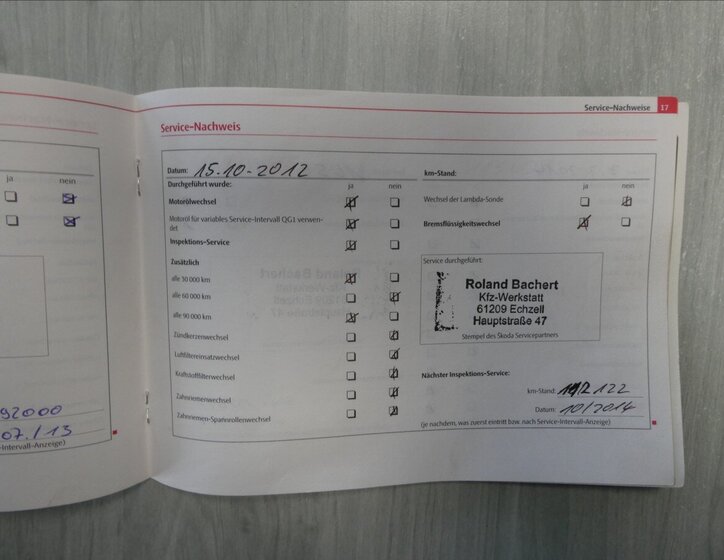 ja nein
92000
07./13
-Intervall-Anzeige)
Service-Nachweise 17
Service-Nachweis
Datum: 15.10-2012
km-Stand:
Durchgeführt wurde: ja nein
ja nein
Motorölwechsel
Wechsel der Lambda-Sonde
Motoröl für variables Service-Intervall QG1 verwen-
det
Bremsflüssigkeitswechsel
Inspektions-Service
Zusätzlich
alle 30 000 km
alle 60 000 km
alle 90 000 km
Zündkerzenwechsel
Luftfiltereinsatzwechsel
Kraftstofffilterwechsel
Zahnriemenwechsel
Zahnriemen-Spannrollenwechsel
Service durchgeführt:
Roland Bachert
Kfz-Werkstatt
61209 Echzell
Hauptstraße 47
Stempel des Škoda Servicepartners
Nächster Inspektions-Service:
km-Stand: 122
Datum: 10/2014
(je nachdem, was zuerst eintritt bzw. nach Service-Intervall-Anzeige)